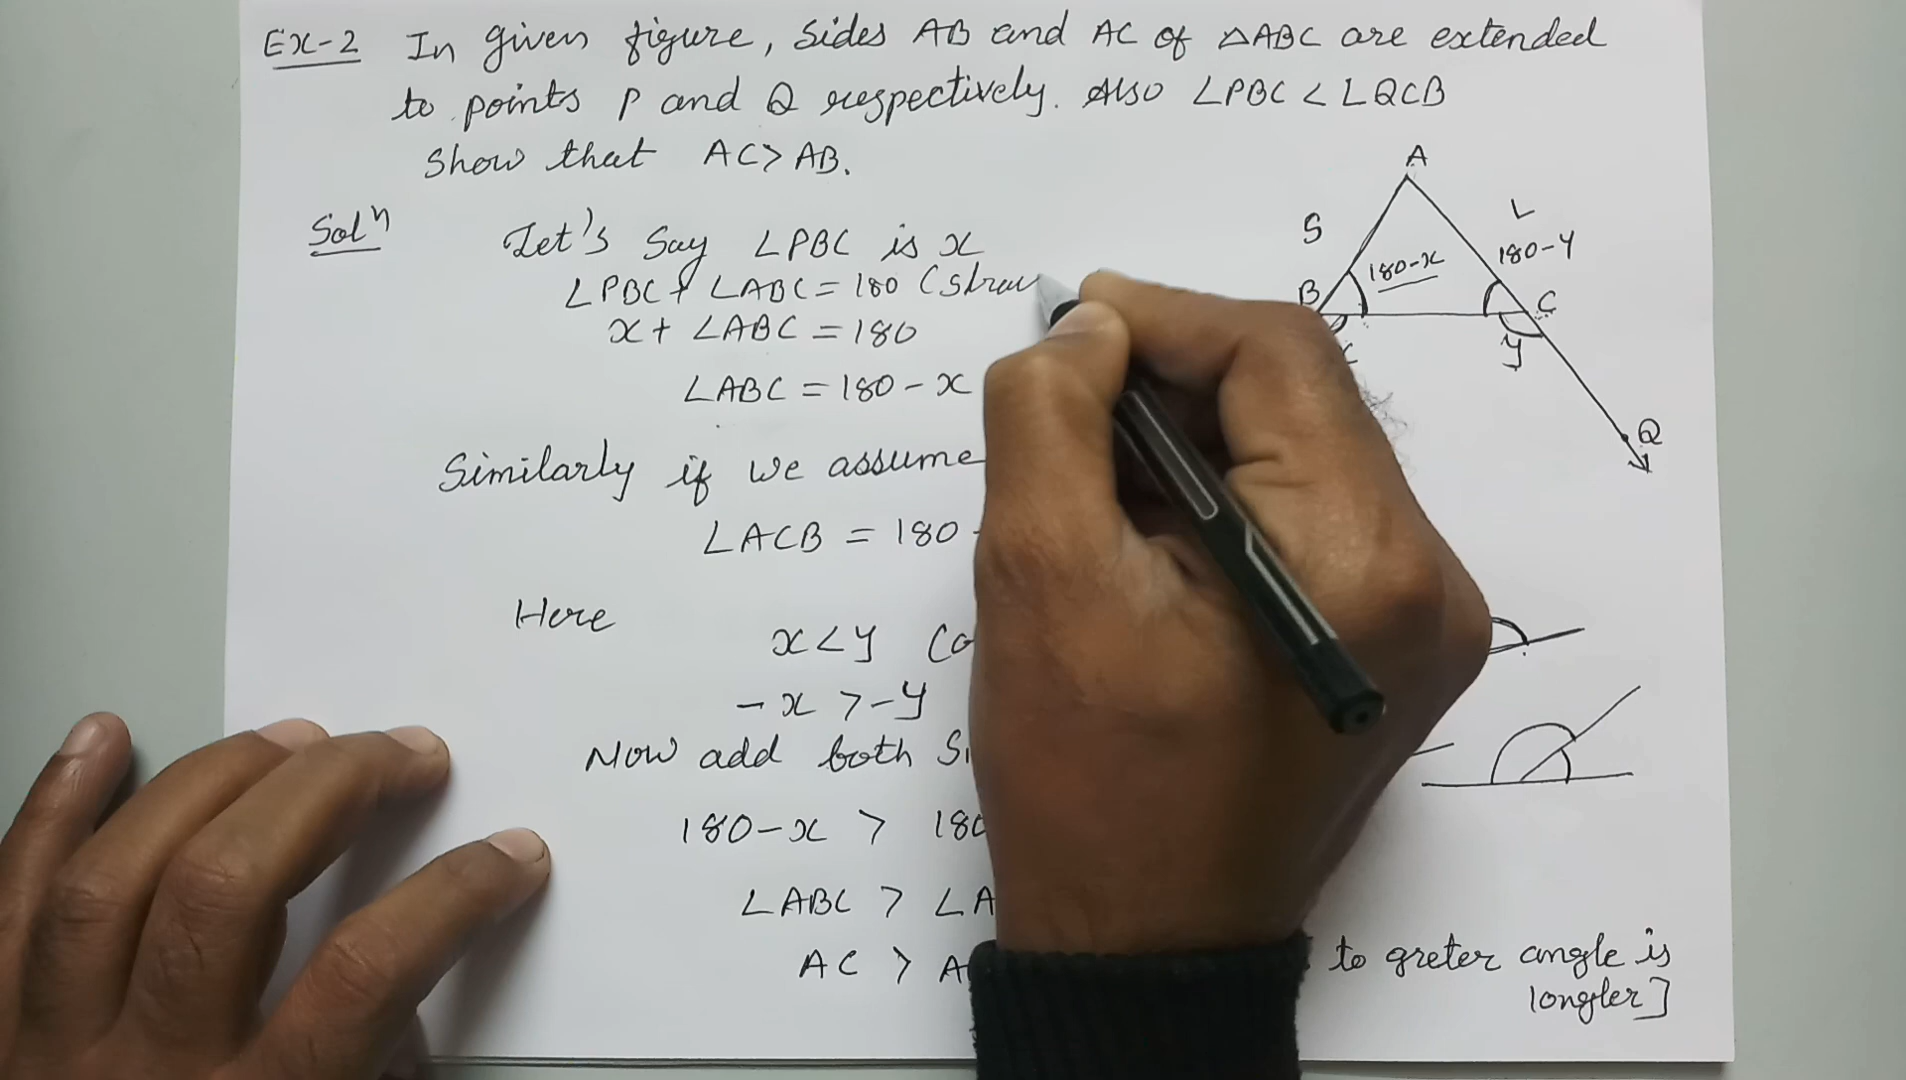 Ex-2 In given figure, Sides AB and AC of △ABC are extended
to points P and Q respectively. Also ∠PBC < ∠QCB
Show that AC > AB.
Solⁿ
Let's Say ∠PBC is x
∠PBC + ∠ABC = 180 (
x + ∠ABC = 180
∠ABC = 180 - x
Similarly if we assume
∠ACB = 180 -
Here
x < y
- x > - y
Now add both
180 - x >
∠ABC >
AC >
to greter angle is
longler]
A
S
L
180-x
180-y
B
C
y
Q